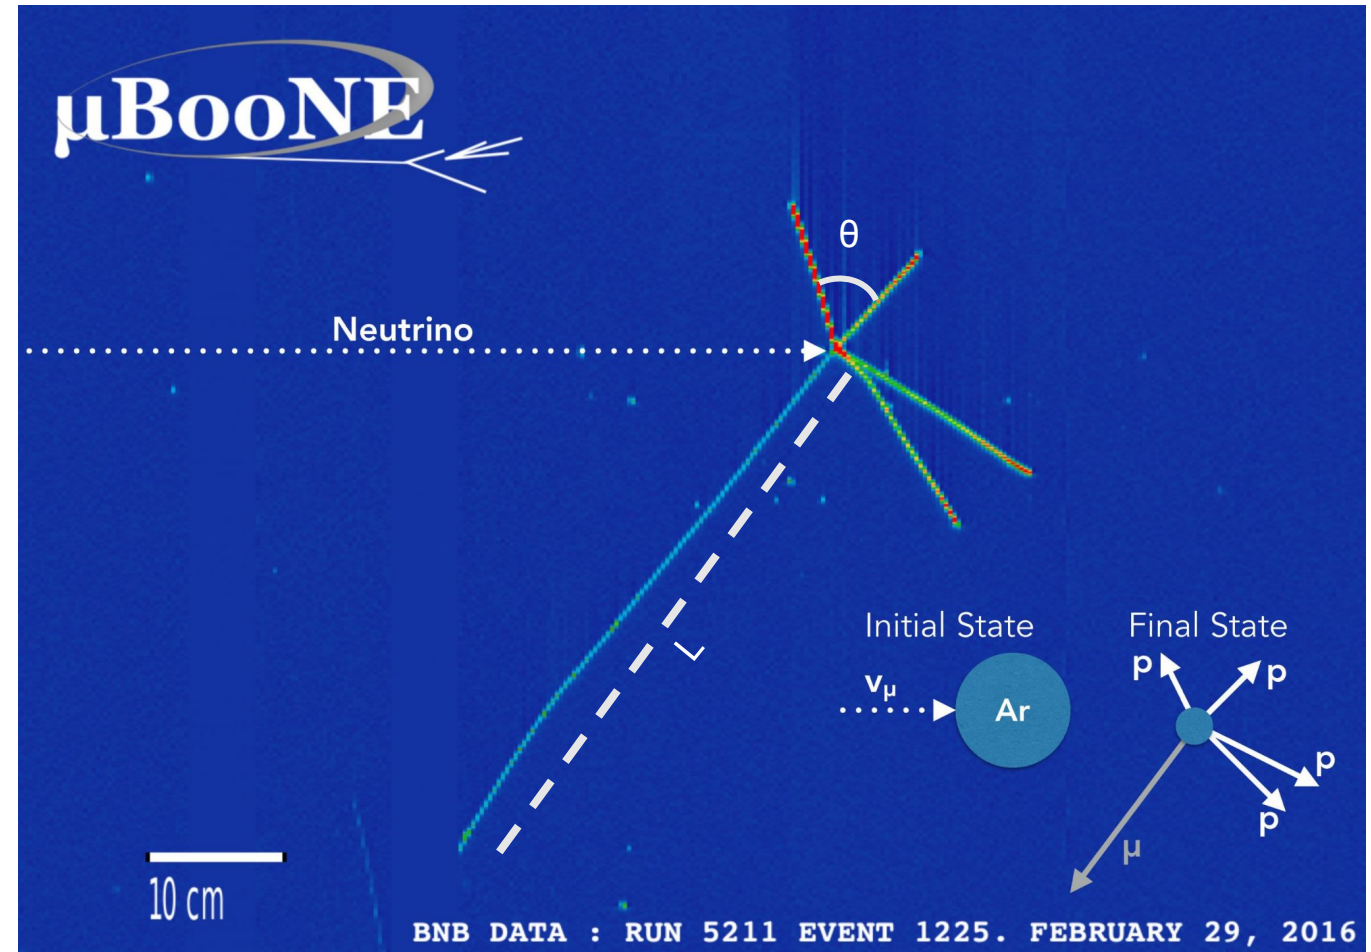 μBooNE
θ
Neutrino
Initial State
Final State
νμ
Ar
p
p
p
p
μ
L
10 cm
BNB DATA : RUN 5211 EVENT 1225. FEBRUARY 29, 2016